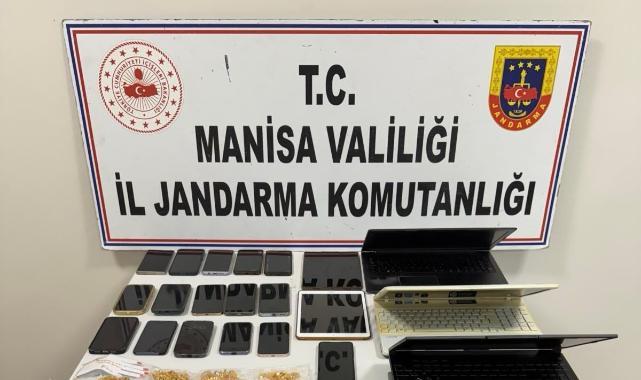 T.C.
MANİSA VALİLİĞİ
İL JANDARMA KOMUTANLIĞI
JANDARMA